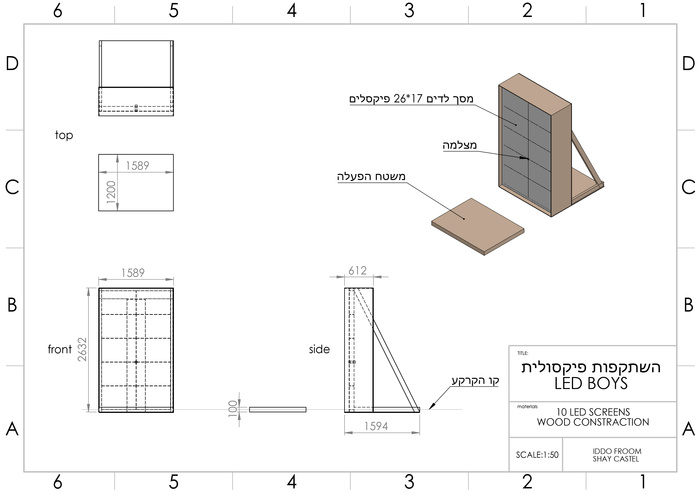 6 5 4 3 2 1
D D
C C
B B
A A
top
1589
1200
מסך לדים 17*26 פיקסלים
מצלמה
משטח הפעלה
1589
612
front
2632
side
100
1594
קו הקרקע
TITLE:
השתקפות פיקסולית
LED BOYS
materials
10 LED SCREENS
WOOD CONSTRACTION
SCALE:1:50
IDDO FROOM
SHAY CASTEL
6 5 4 3 2 1